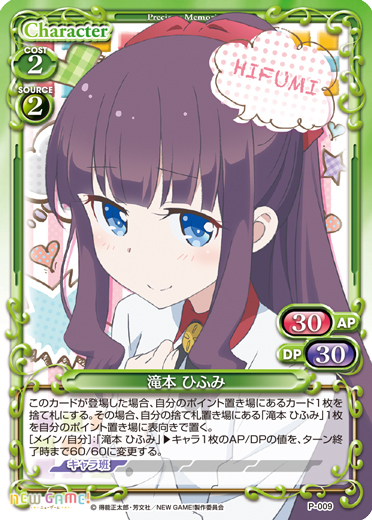 Precious Memories
Character
COST
2
SOURCE
2
HIFUMI
30 AP
DP 30
滝本 ひふみ
このカードが登場した場合、自分のポイント置き場にあるカード1枚を
捨て札にする。その場合、自分の捨て札置き場にある「滝本 ひふみ」1枚
を自分のポイント置き場に表向きで置く。
[メイン/自分]:「滝本 ひふみ」▶キャラ1枚のAP/DPの値を、ターン終
了時まで60/60に変更する。
キャラ班
NEW GAME!
ニューゲーム
© 得能正太郎・芳文社/NEW GAME!製作委員会
P-009